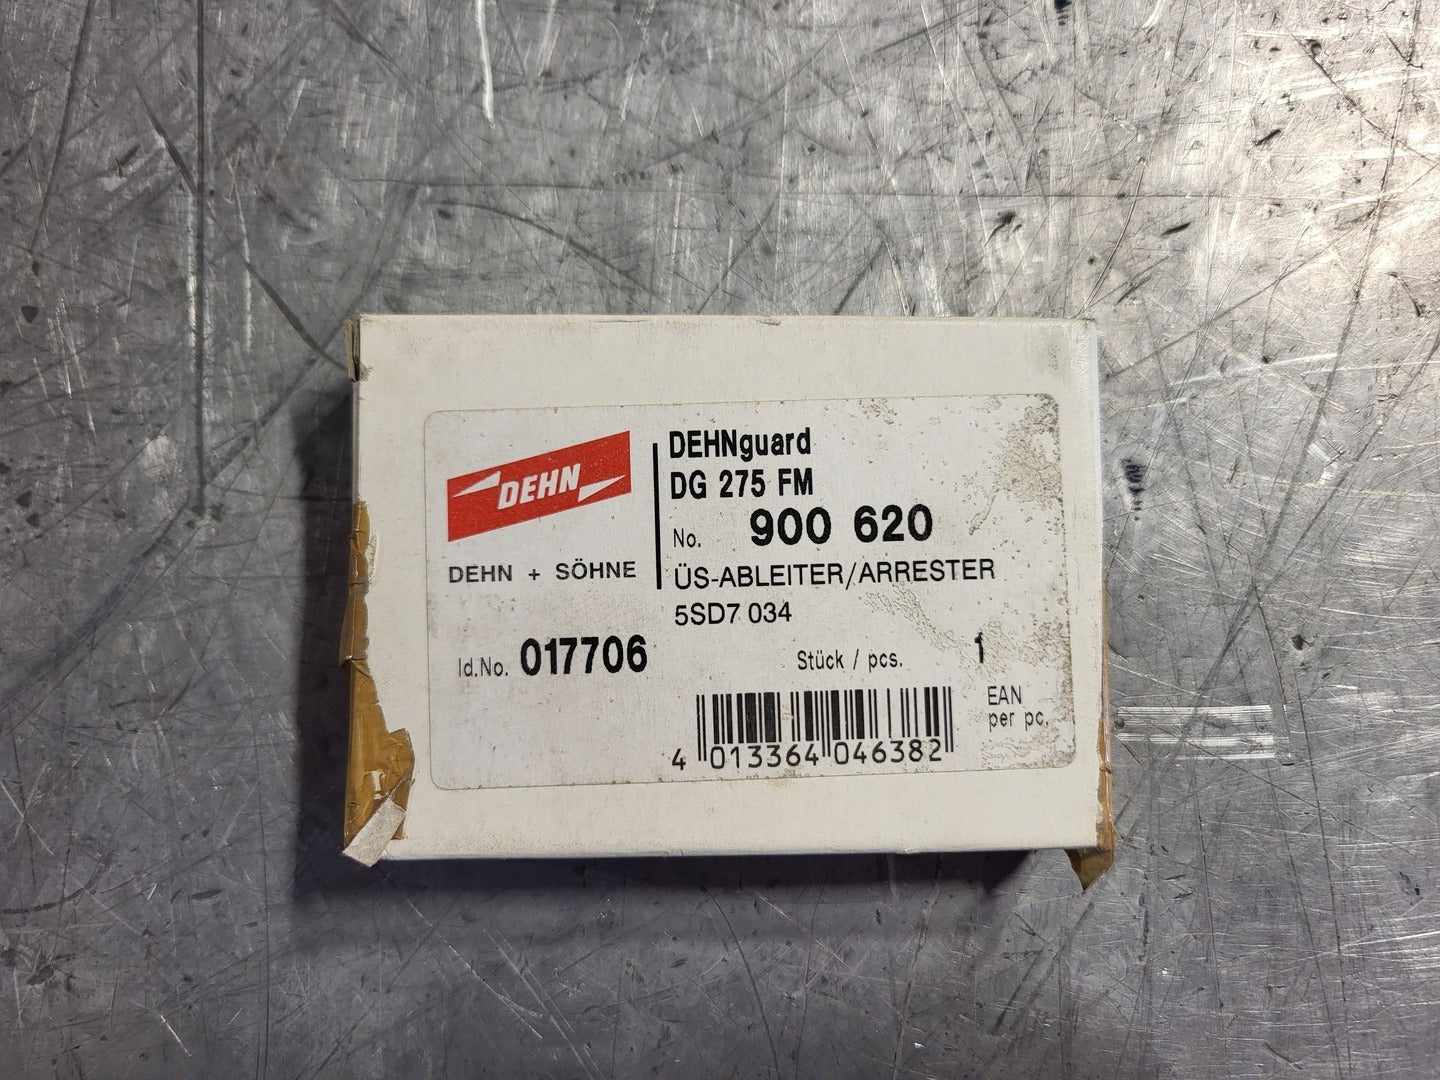 DEHN
DEHN + SÖHNE
DEHNguard
DG 275 FM
No. 900 620
ÜS-ABLEITER/ARRESTER
5SD7 034
Id.No. 017706
Stück / pcs. 1
EAN
per pc.
4 013364 046382